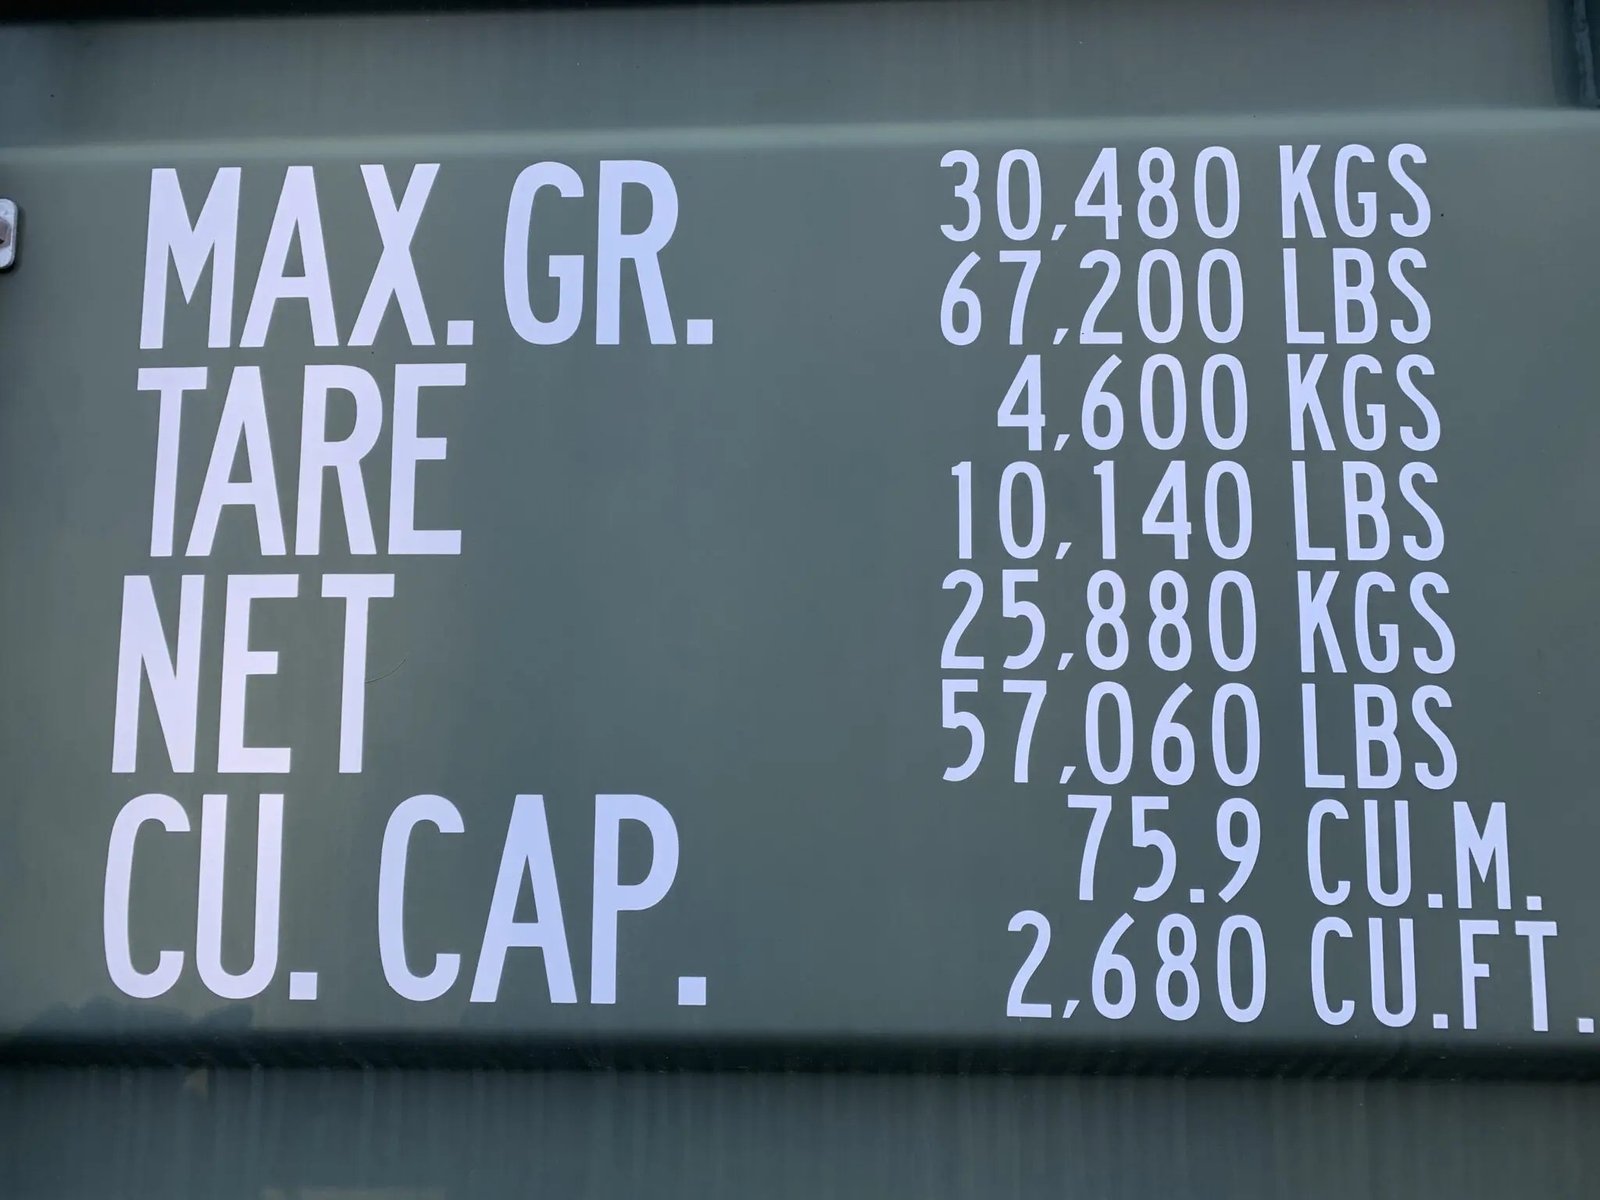 MAX. GR. 30,480 KGS
67,200 LBS
TARE 4,600 KGS
10,140 LBS
NET 25,880 KGS
57,060 LBS
CU. CAP. 75.9 CU.M.
2,680 CU.FT.